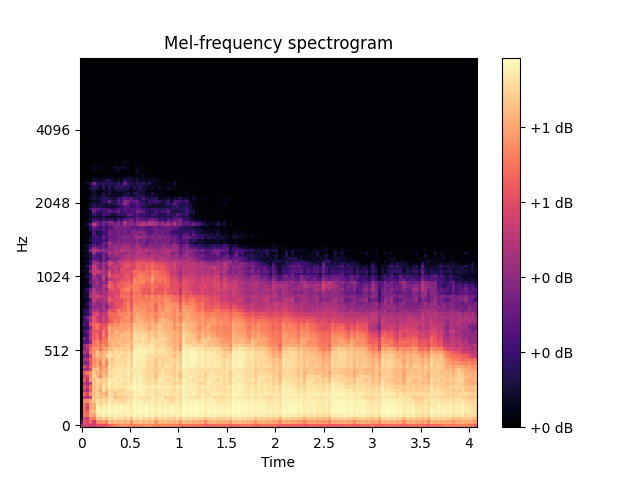 Mel-frequency spectrogram
4096
2048
1024
512
0
Hz
0
0.5
1
1.5
2
2.5
3
3.5
4
Time
+1 dB
+1 dB
+0 dB
+0 dB
+0 dB